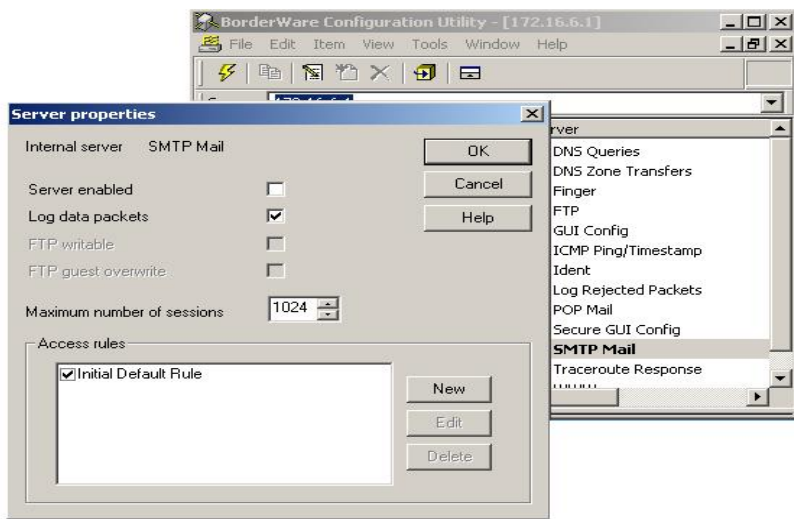 BorderWare Configuration Utility - [172.16.6.1]
File Edit Item View Tools Window Help
Server properties
Internal server SMTP Mail
Server enabled
Log data packets
FTP writable
FTP guest overwrite
Maximum number of sessions 1024
Access rules
Initial Default Rule
OK
Cancel
Help
New
Edit
Delete
DNS Queries
DNS Zone Transfers
Finger
FTP
GUI Config
ICMP Ping/Timestamp
Ident
Log Rejected Packets
POP Mail
Secure GUI Config
SMTP Mail
Traceroute Response